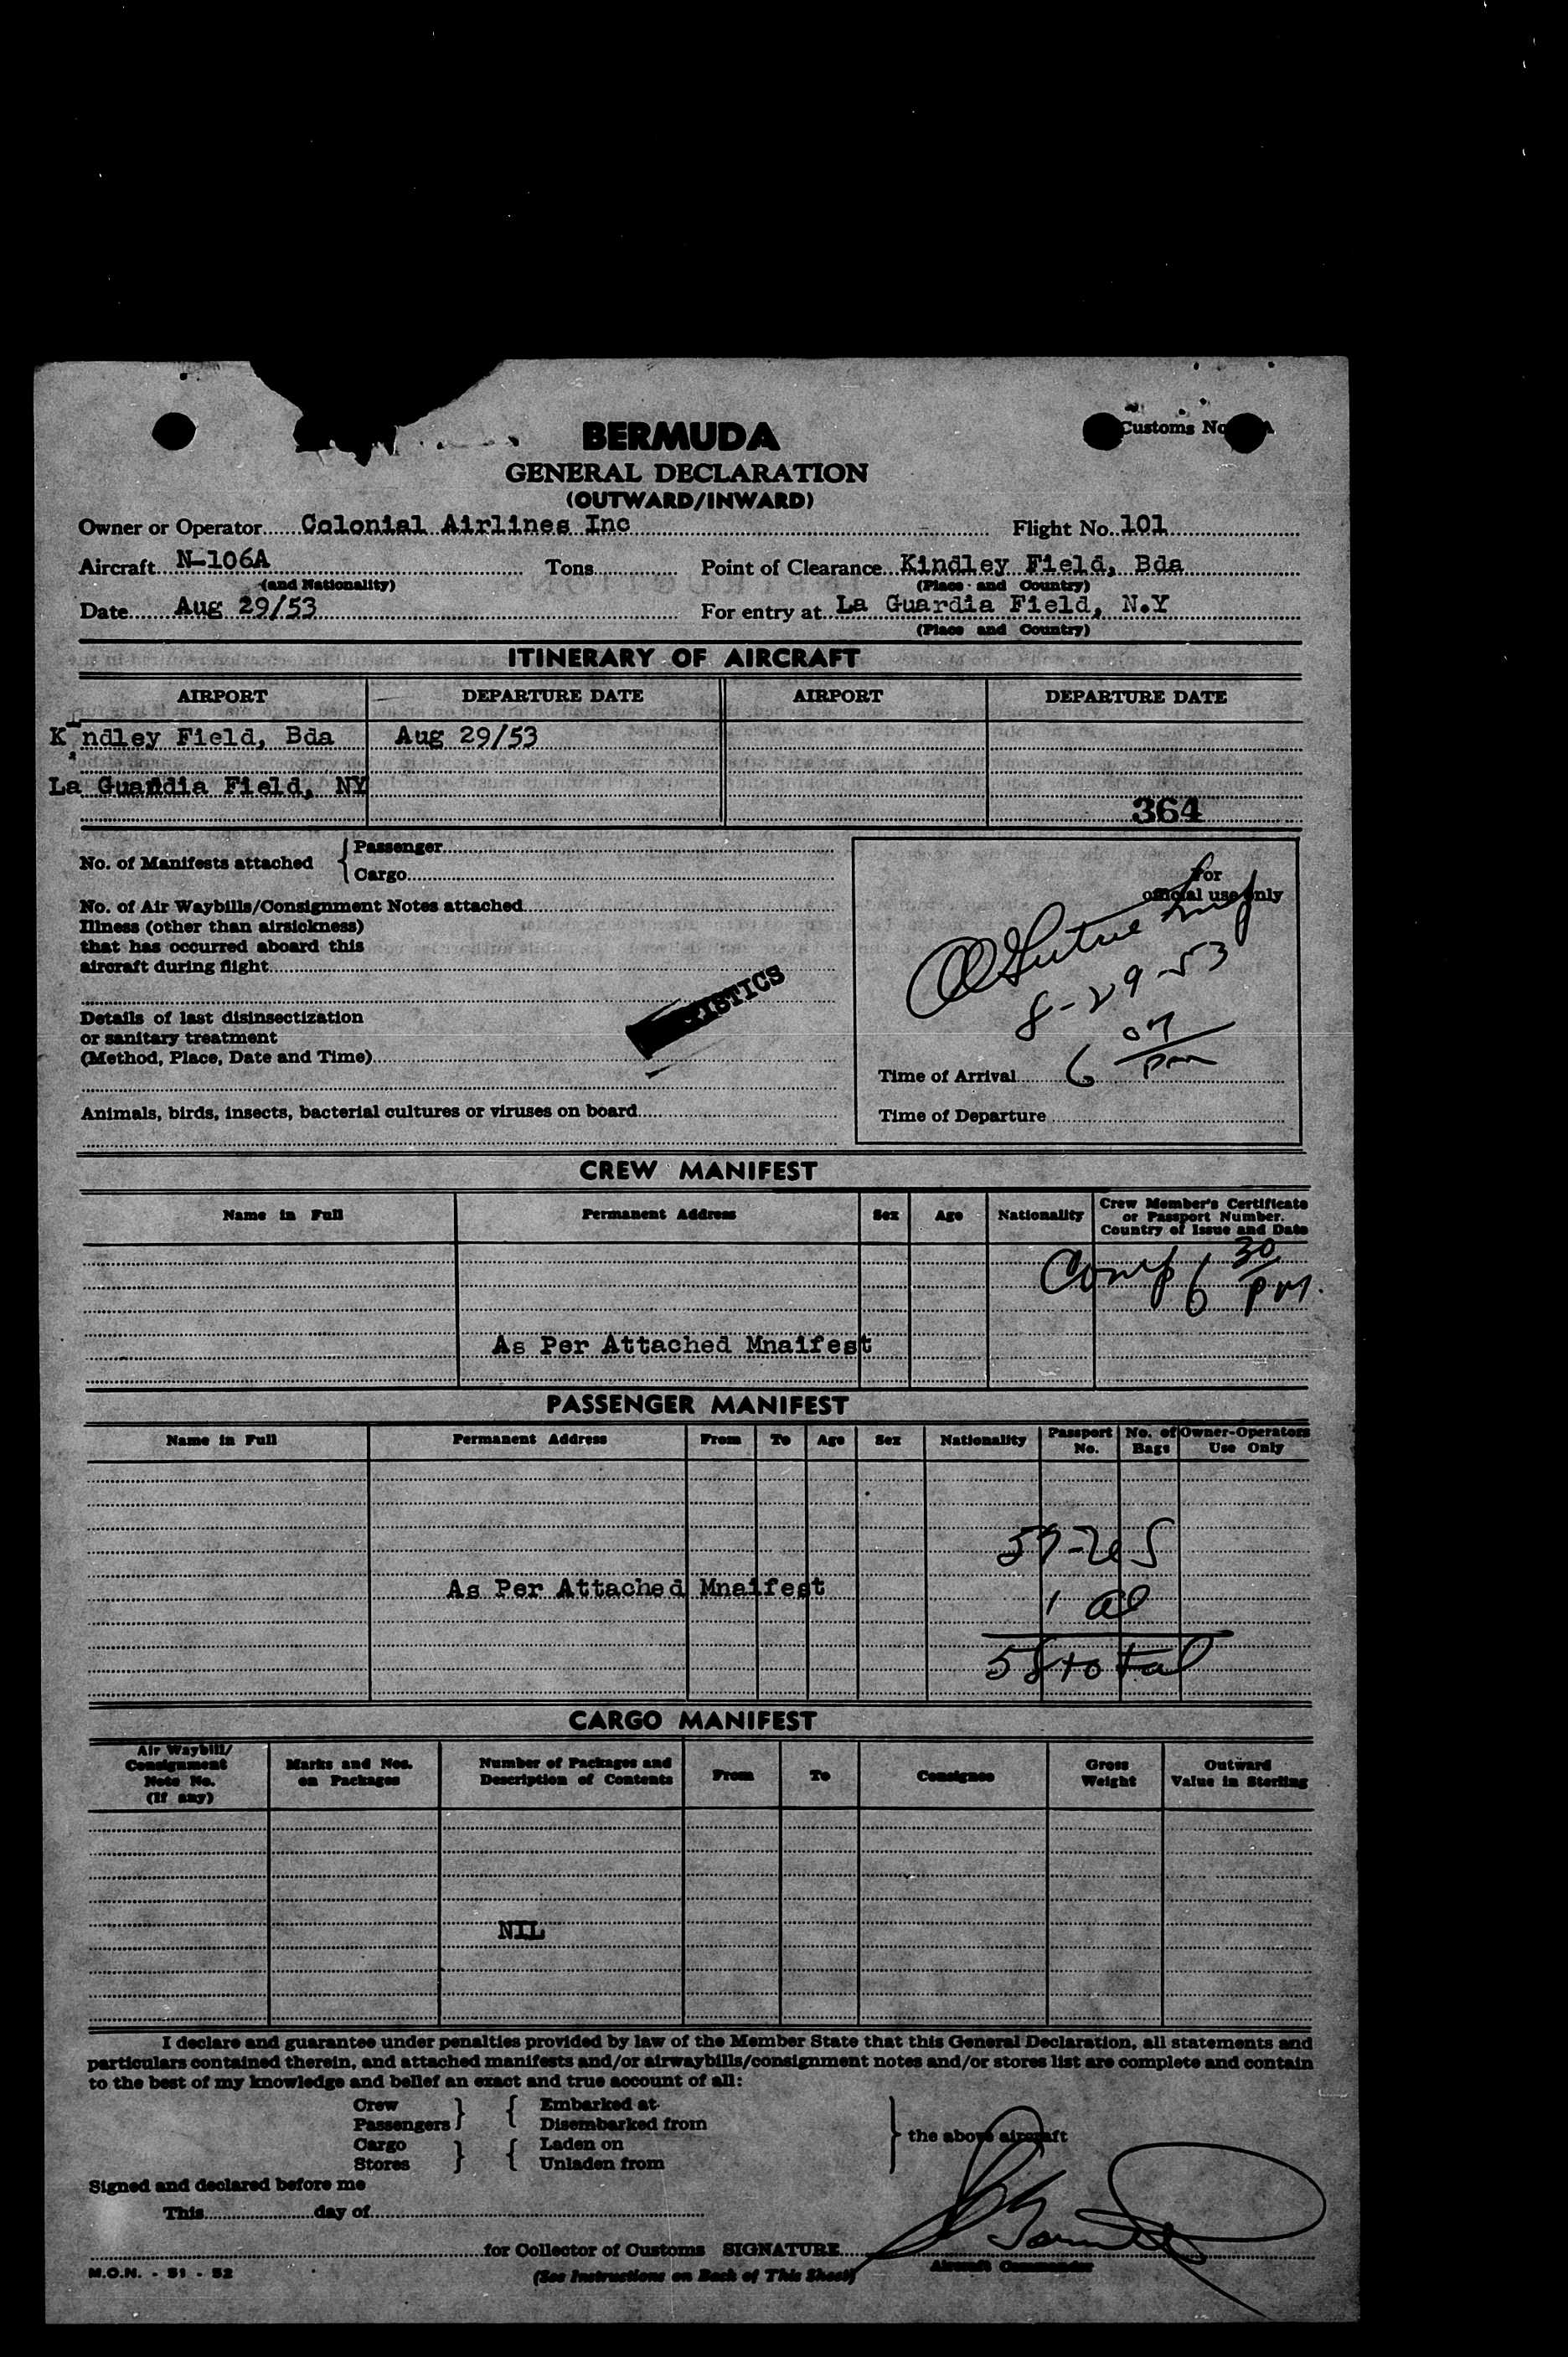 BERMUDA
Customs No
GENERAL DECLARATION
(OUTWARD/INWARD)
Owner or Operator Colonial Airlines Inc Flight No. 101
Aircraft N-106A Tons Point of Clearance Kindley Field, Bda
(and Nationality) (Place and Country)
Date Aug 29/53 For entry at La Guardia Field, N.Y
(Place and Country)
ITINERARY OF AIRCRAFT
AIRPORT DEPARTURE DATE AIRPORT DEPARTURE DATE
Kindley Field, Bda Aug 29/53
La Guardia Field, NY
364
No. of Manifests attached { Passenger
Cargo
For
official use only
No. of Air Waybills/Consignment Notes attached
Illness (other than airsickness)
that has occurred aboard this
aircraft during flight
8-29-53
ISTICS
Details of last disinsectization
or sanitary treatment
(Method, Place, Date and Time)
Time of Arrival 6 07 pm
Animals, birds, insects, bacterial cultures or viruses on board
Time of Departure
CREW MANIFEST
Name in Full Permanent Address Sex Age Nationality Crew Member's Certificate
or Passport Number.
Country of Issue and Date
Comp 6 30 pm.
As Per Attached Mnaifest
PASSENGER MANIFEST
Name in Full Permanent Address From To Age Sex Nationality Passport No. No. of Bags Owner-Operators Use Only
As Per Attached Mnaifest
1 al
58 total
CARGO MANIFEST
Air Waybill/
Consignment
Note No.
(If any)
Marks and Nos.
on Packages
Number of Packages and
Description of Contents
From To Consignee
Gross
Weight
Outward
Value in Sterling
NIL
I declare and guarantee under penalties provided by law of the Member State that this General Declaration, all statements and
particulars contained therein, and attached manifests and/or airwaybills/consignment notes and/or stores list are complete and contain
to the best of my knowledge and belief an exact and true account of all:
Crew } { Embarked at
Passengers Disembarked from
the above aircraft
Cargo } { Laden on
Stores Unladen from
Signed and declared before me
This day of
for Collector of Customs SIGNATURE
Aircraft Commander
M.O.N. - 51 - 52 (See Instructions on Back of This Sheet)